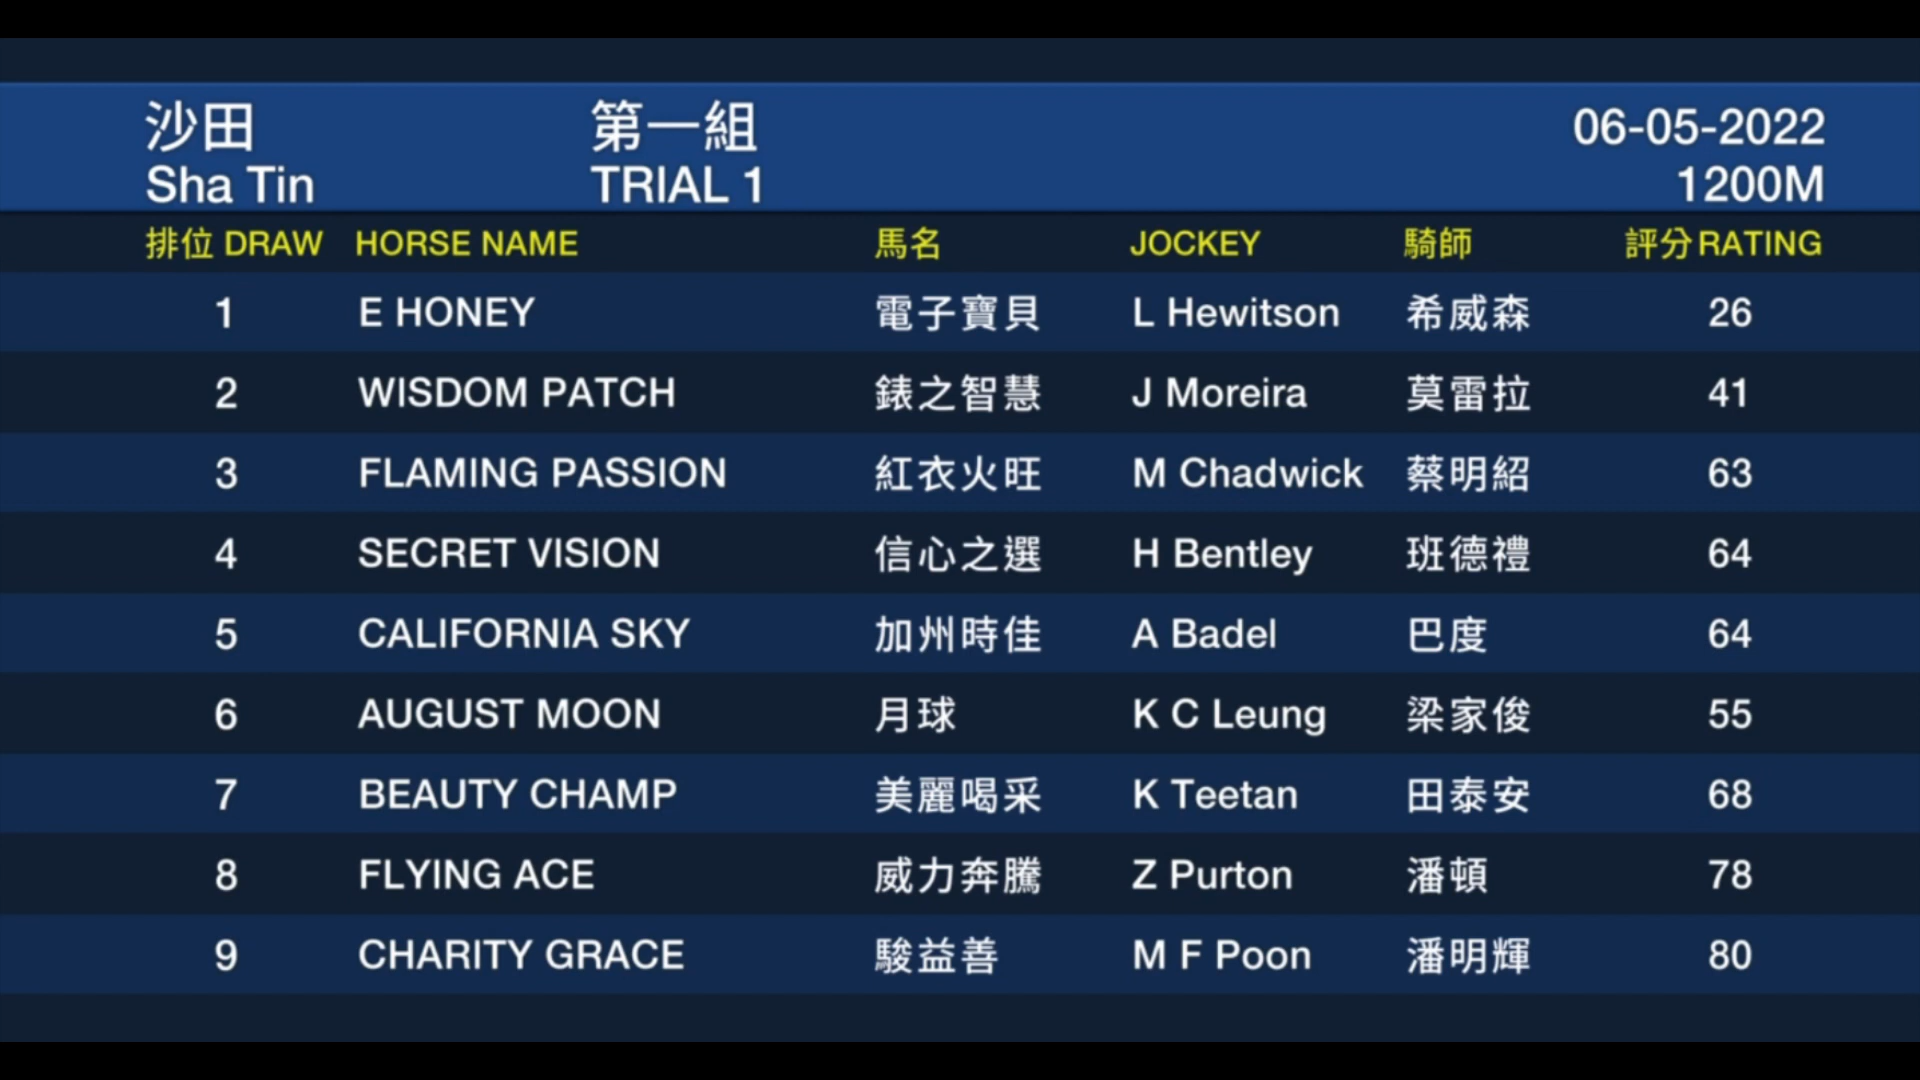 沙田 第一組 06-05-2022
Sha Tin TRIAL 1 1200M
排位 DRAW HORSE NAME 馬名 JOCKEY 騎師 評分 RATING
1 E HONEY 電子寶貝 L Hewitson 希威森 26
2 WISDOM PATCH 錶之智慧 J Moreira 莫雷拉 41
3 FLAMING PASSION 紅衣火旺 M Chadwick 蔡明紹 63
4 SECRET VISION 信心之選 H Bentley 班德禮 64
5 CALIFORNIA SKY 加州時佳 A Badel 巴度 64
6 AUGUST MOON 月球 K C Leung 梁家俊 55
7 BEAUTY CHAMP 美麗喝采 K Teetan 田泰安 68
8 FLYING ACE 威力奔騰 Z Purton 潘頓 78
9 CHARITY GRACE 駿益善 M F Poon 潘明輝 80